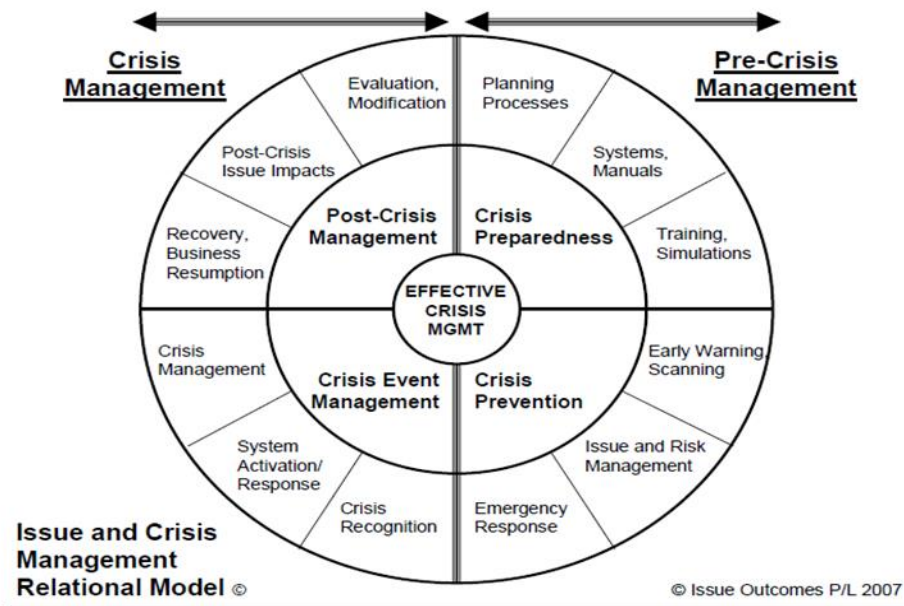 Crisis
Management
Pre-Crisis
Management
Evaluation,
Modification
Planning
Processes
Post-Crisis
Issue Impacts
Systems,
Manuals
Recovery,
Business
Resumption
Post-Crisis
Management
Crisis
Preparedness
Training,
Simulations
EFFECTIVE
CRISIS
MGMT
Crisis
Management
Crisis Event
Management
Crisis
Prevention
Early Warning,
Scanning
System
Activation/
Response
Issue and Risk
Management
Crisis
Recognition
Emergency
Response
Issue and Crisis
Management
Relational Model ©
© Issue Outcomes P/L 2007